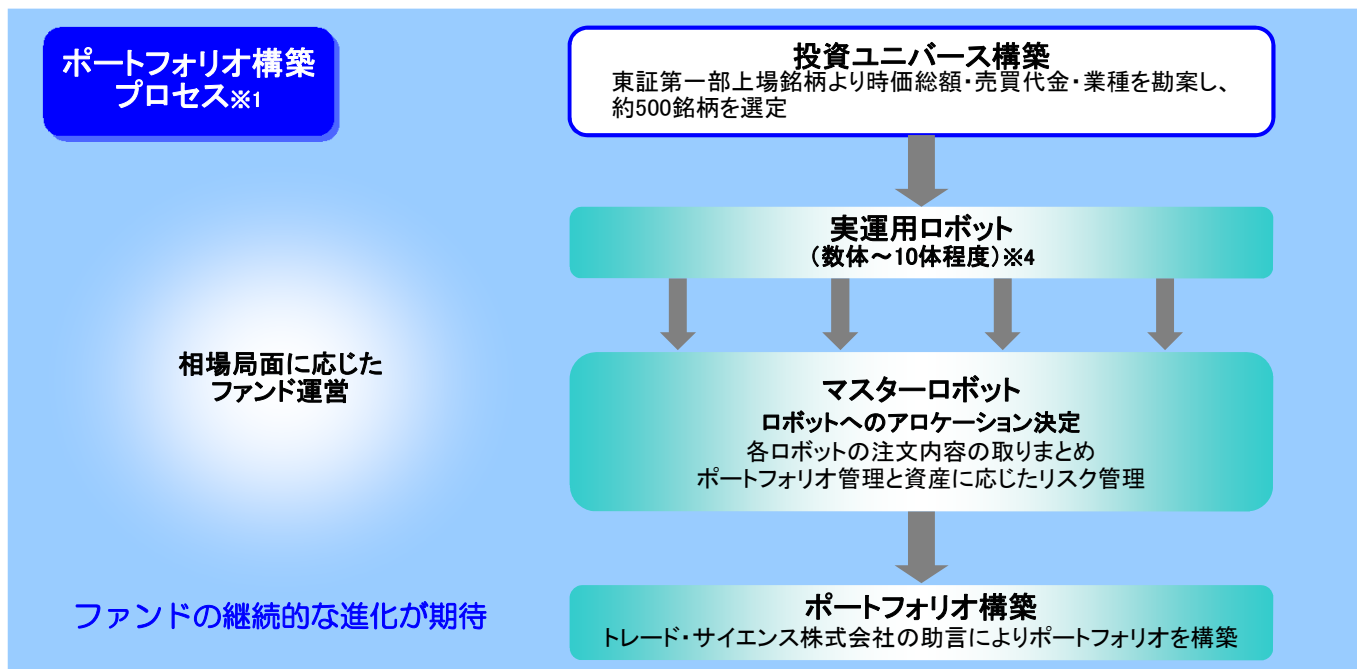 ポートフォリオ構築
プロセス※1
投資ユニバース構築
東証第一部上場銘柄より時価総額・売買代金・業種を勘案し、
約500銘柄を選定
実運用ロボット
（数体～10体程度）※4
相場局面に応じた
ファンド運営
マスターロボット
ロボットへのアロケーション決定
各ロボットの注文内容の取りまとめ
ポートフォリオ管理と資産に応じたリスク管理
ファンドの継続的な進化が期待
ポートフォリオ構築
トレード・サイエンス株式会社の助言によりポートフォリオを構築